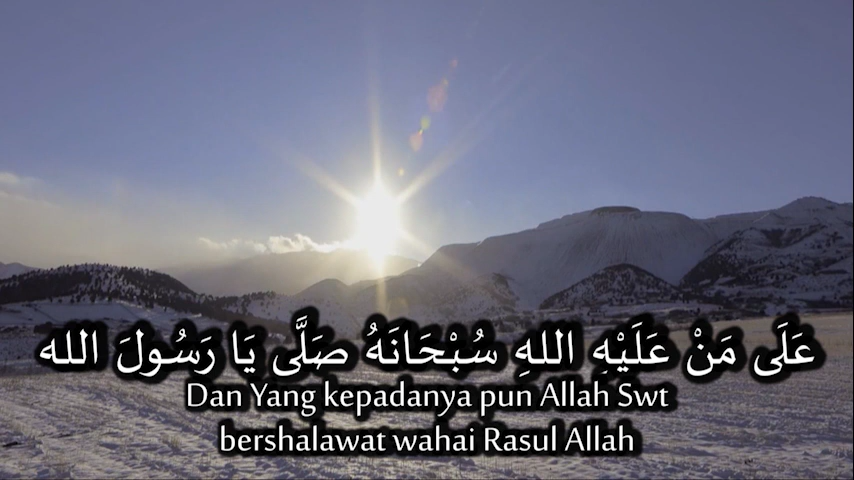 عَلَى مَنْ عَلَيْهِ اللهِ سُبْحَانَهُ صَلَّى يَا رَسُولَ الله
Dan Yang kepadanya pun Allah Swt
bershalawat wahai Rasul Allah